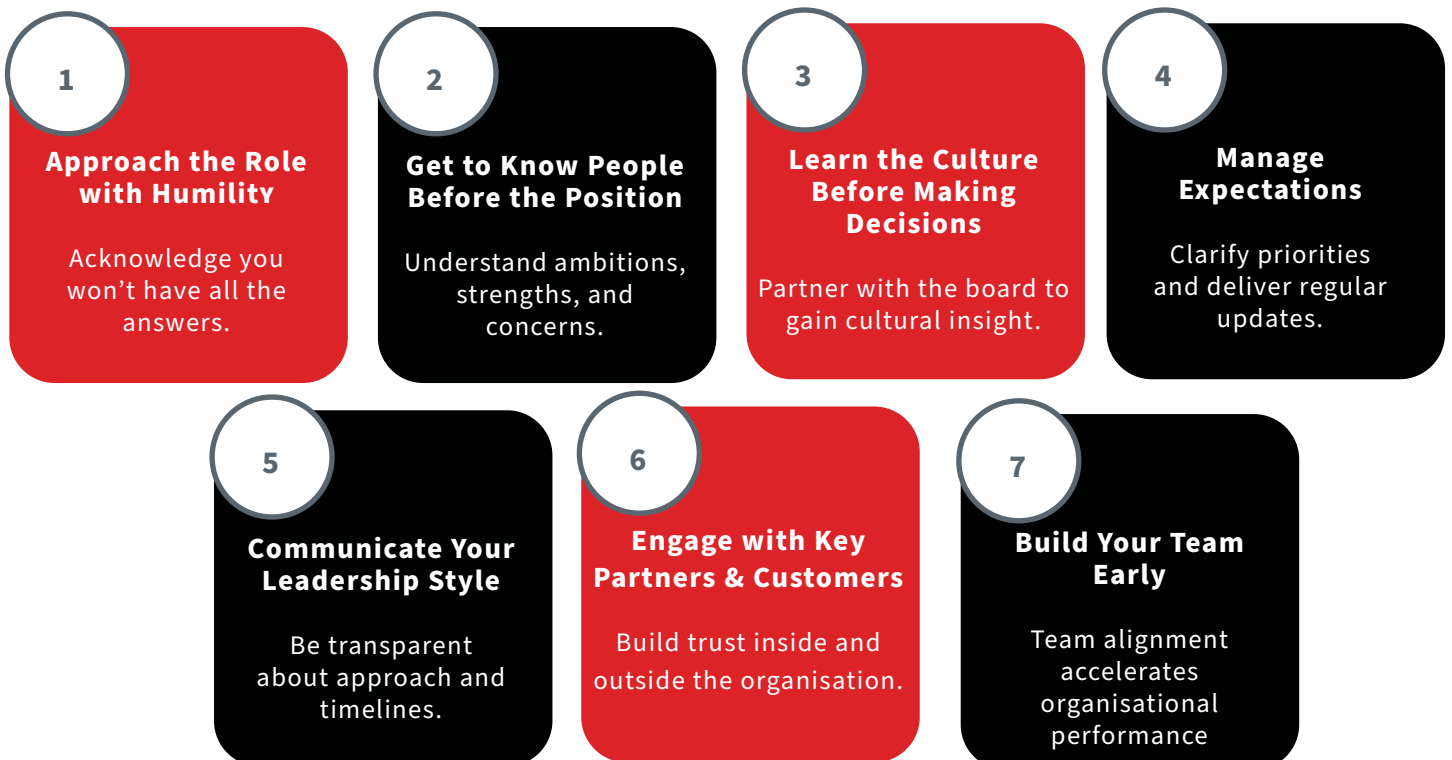 1
Approach the Role
with Humility
Acknowledge you
won’t have all the
answers.
2
Get to Know People
Before the Position
Understand ambitions,
strengths, and
concerns.
3
Learn the Culture
Before Making
Decisions
Partner with the board to
gain cultural insight.
4
Manage
Expectations
Clarify priorities
and deliver regular
updates.
5
Communicate Your
Leadership Style
Be transparent
about approach and
timelines.
6
Engage with Key
Partners & Customers
Build trust inside and
outside the organisation.
7
Build Your Team
Early
Team alignment
accelerates
organisational
performance